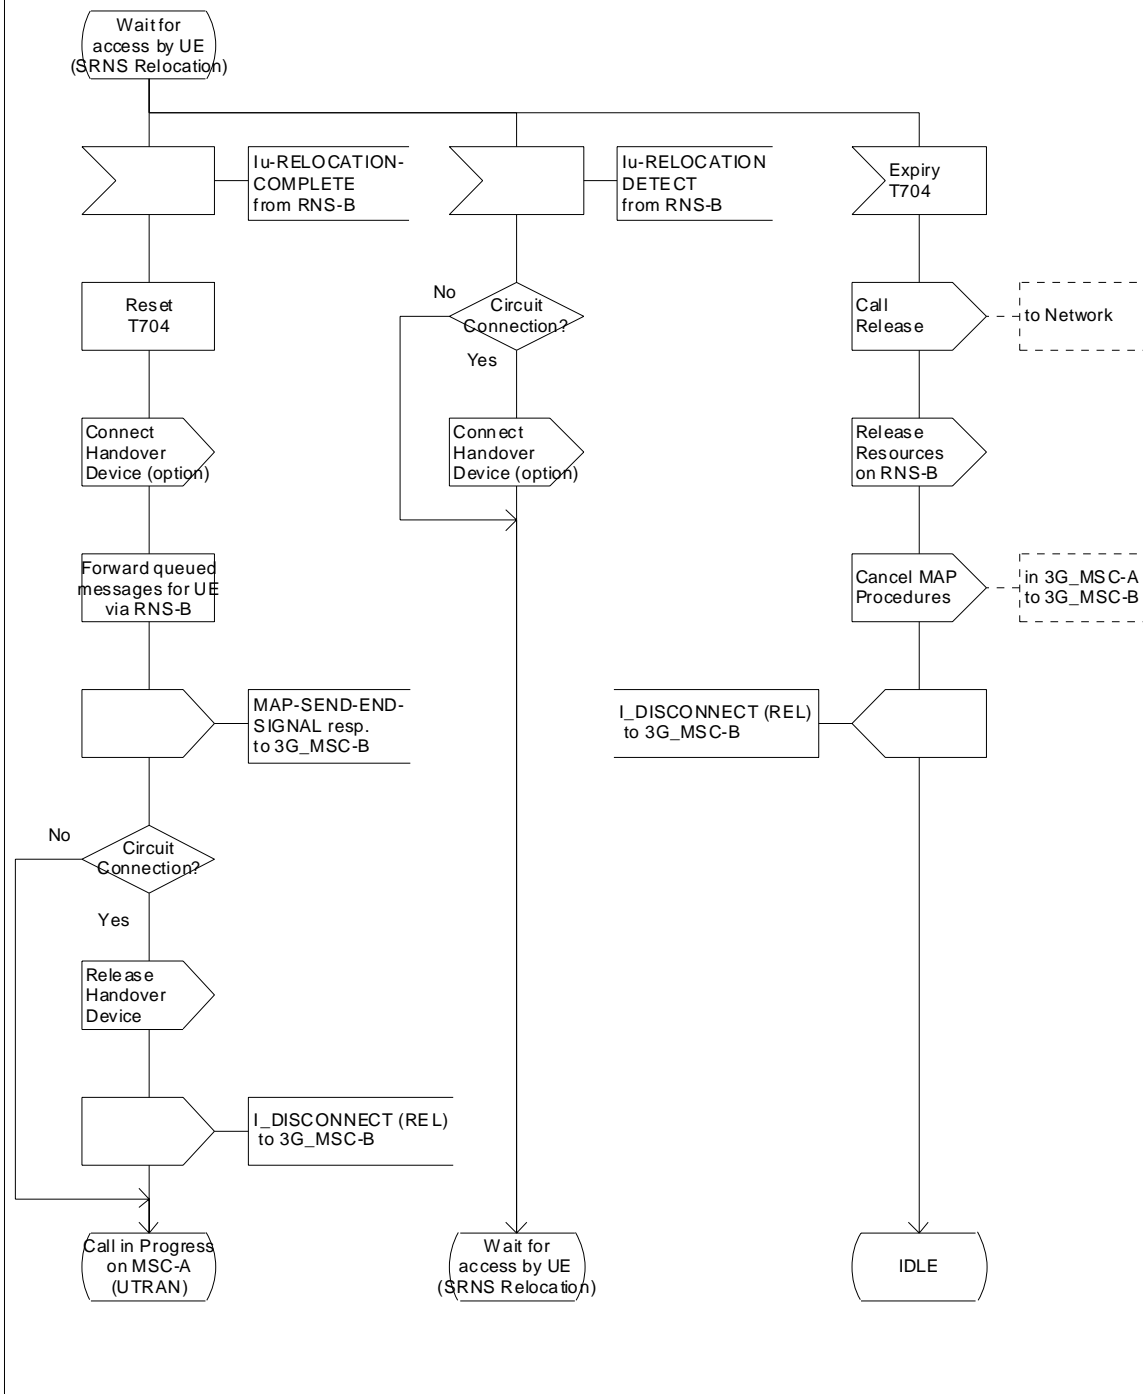 Wait for
access by UE
(SRNS Relocation)
Iu-RELOCATION-
COMPLETE
from RNS-B
Iu-RELOCATION
DETECT
from RNS-B
Expiry
T704
Reset
T704
No
Circuit
Connection?
Yes
Call
Release
to Network
Connect
Handover
Device (option)
Connect
Handover
Device (option)
Release
Resources
on RNS-B
Forward queued
messages for UE
via RNS-B
Cancel MAP
Procedures
in 3G_MSC-A
to 3G_MSC-B
MAP-SEND-END-
SIGNAL resp.
to 3G_MSC-B
I_DISCONNECT (REL)
to 3G_MSC-B
No
Circuit
Connection?
Yes
Release
Handover
Device
I_DISCONNECT (REL)
to 3G_MSC-B
Call in Progress
on MSC-A
(UTRAN)
Wait for
access by UE
(SRNS Relocation)
IDLE